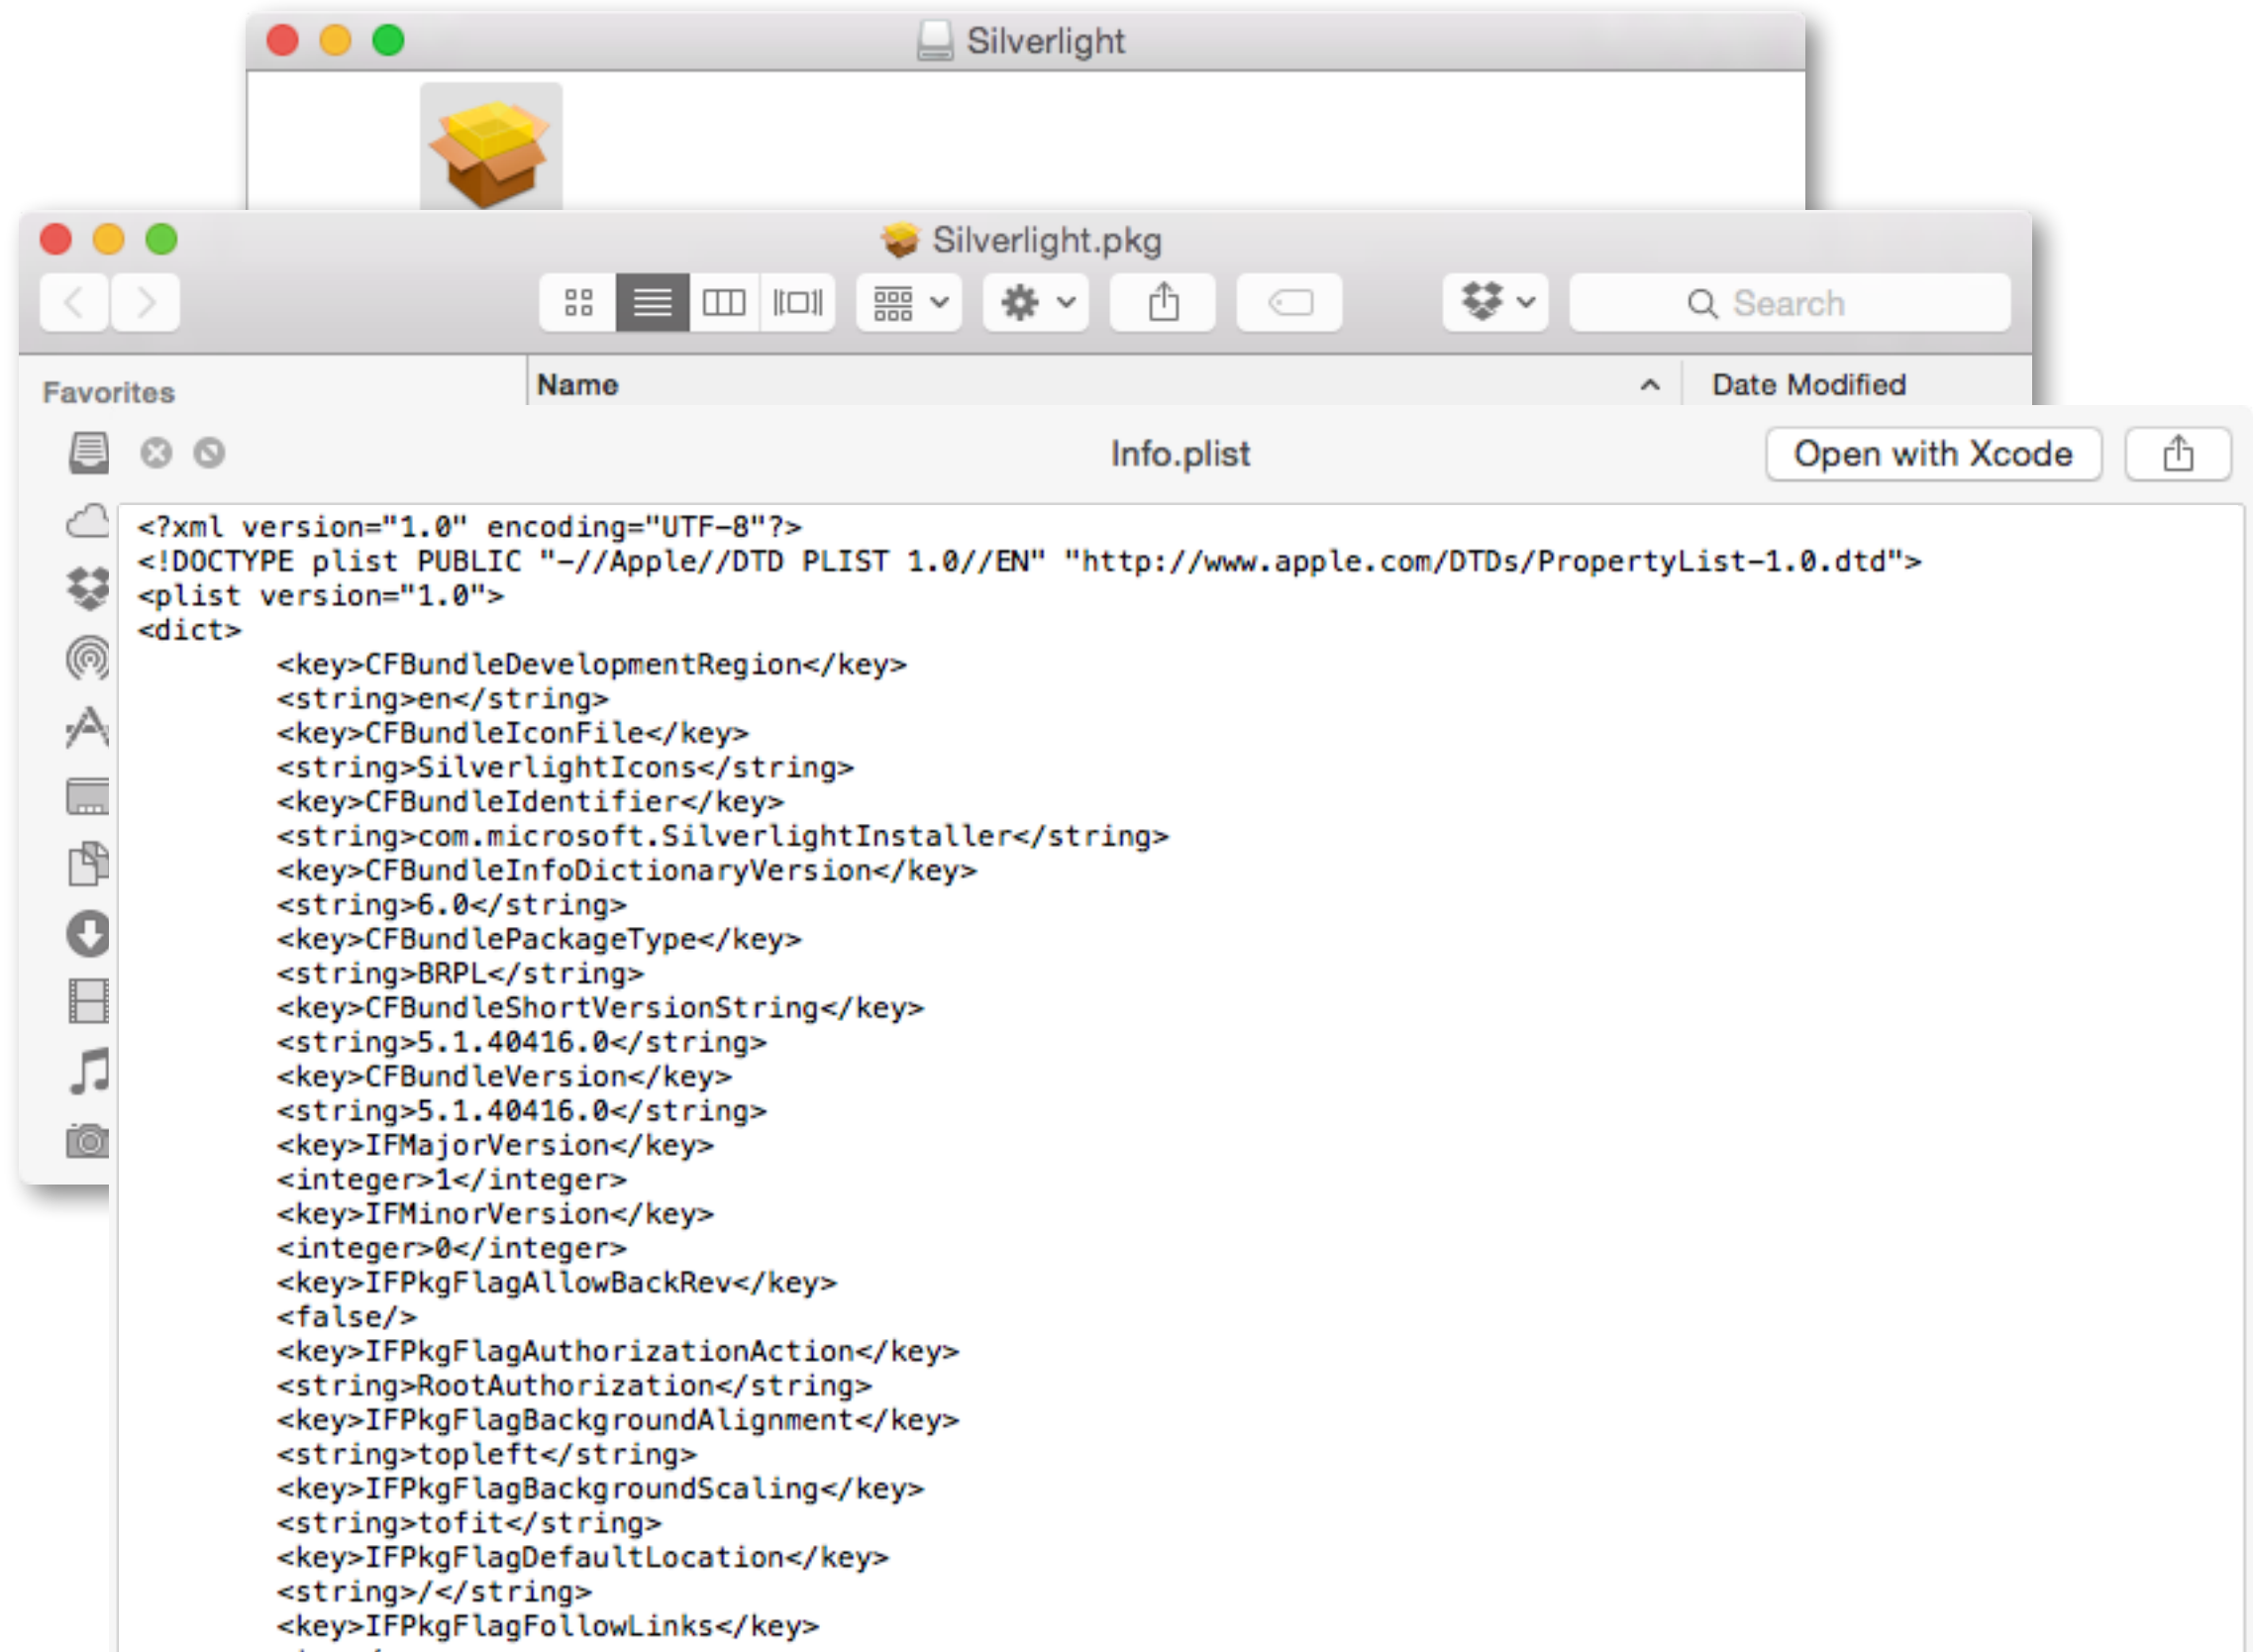 Silverlight
Silverlight.pkg
Search
Favorites
Name
Date Modified
Info.plist
Open with Xcode
<?xml version="1.0" encoding="UTF-8"?>
<!DOCTYPE plist PUBLIC "-//Apple//DTD PLIST 1.0//EN" "http://www.apple.com/DTDs/PropertyList-1.0.dtd">
<plist version="1.0">
<dict>
<key>CFBundleDevelopmentRegion</key>
<string>en</string>
<key>CFBundleIconFile</key>
<string>SilverlightIcons</string>
<key>CFBundleIdentifier</key>
<string>com.microsoft.SilverlightInstaller</string>
<key>CFBundleInfoDictionaryVersion</key>
<string>6.0</string>
<key>CFBundlePackageType</key>
<string>BRPL</string>
<key>CFBundleShortVersionString</key>
<string>5.1.40416.0</string>
<key>CFBundleVersion</key>
<string>5.1.40416.0</string>
<key>IFMajorVersion</key>
<integer>1</integer>
<key>IFMinorVersion</key>
<integer>0</integer>
<key>IFPkgFlagAllowBackRev</key>
<false/>
<key>IFPkgFlagAuthorizationAction</key>
<string>RootAuthorization</string>
<key>IFPkgFlagBackgroundAlignment</key>
<string>topleft</string>
<key>IFPkgFlagBackgroundScaling</key>
<string>tofit</string>
<key>IFPkgFlagDefaultLocation</key>
<string>/</string>
<key>IFPkgFlagFollowLinks</key>